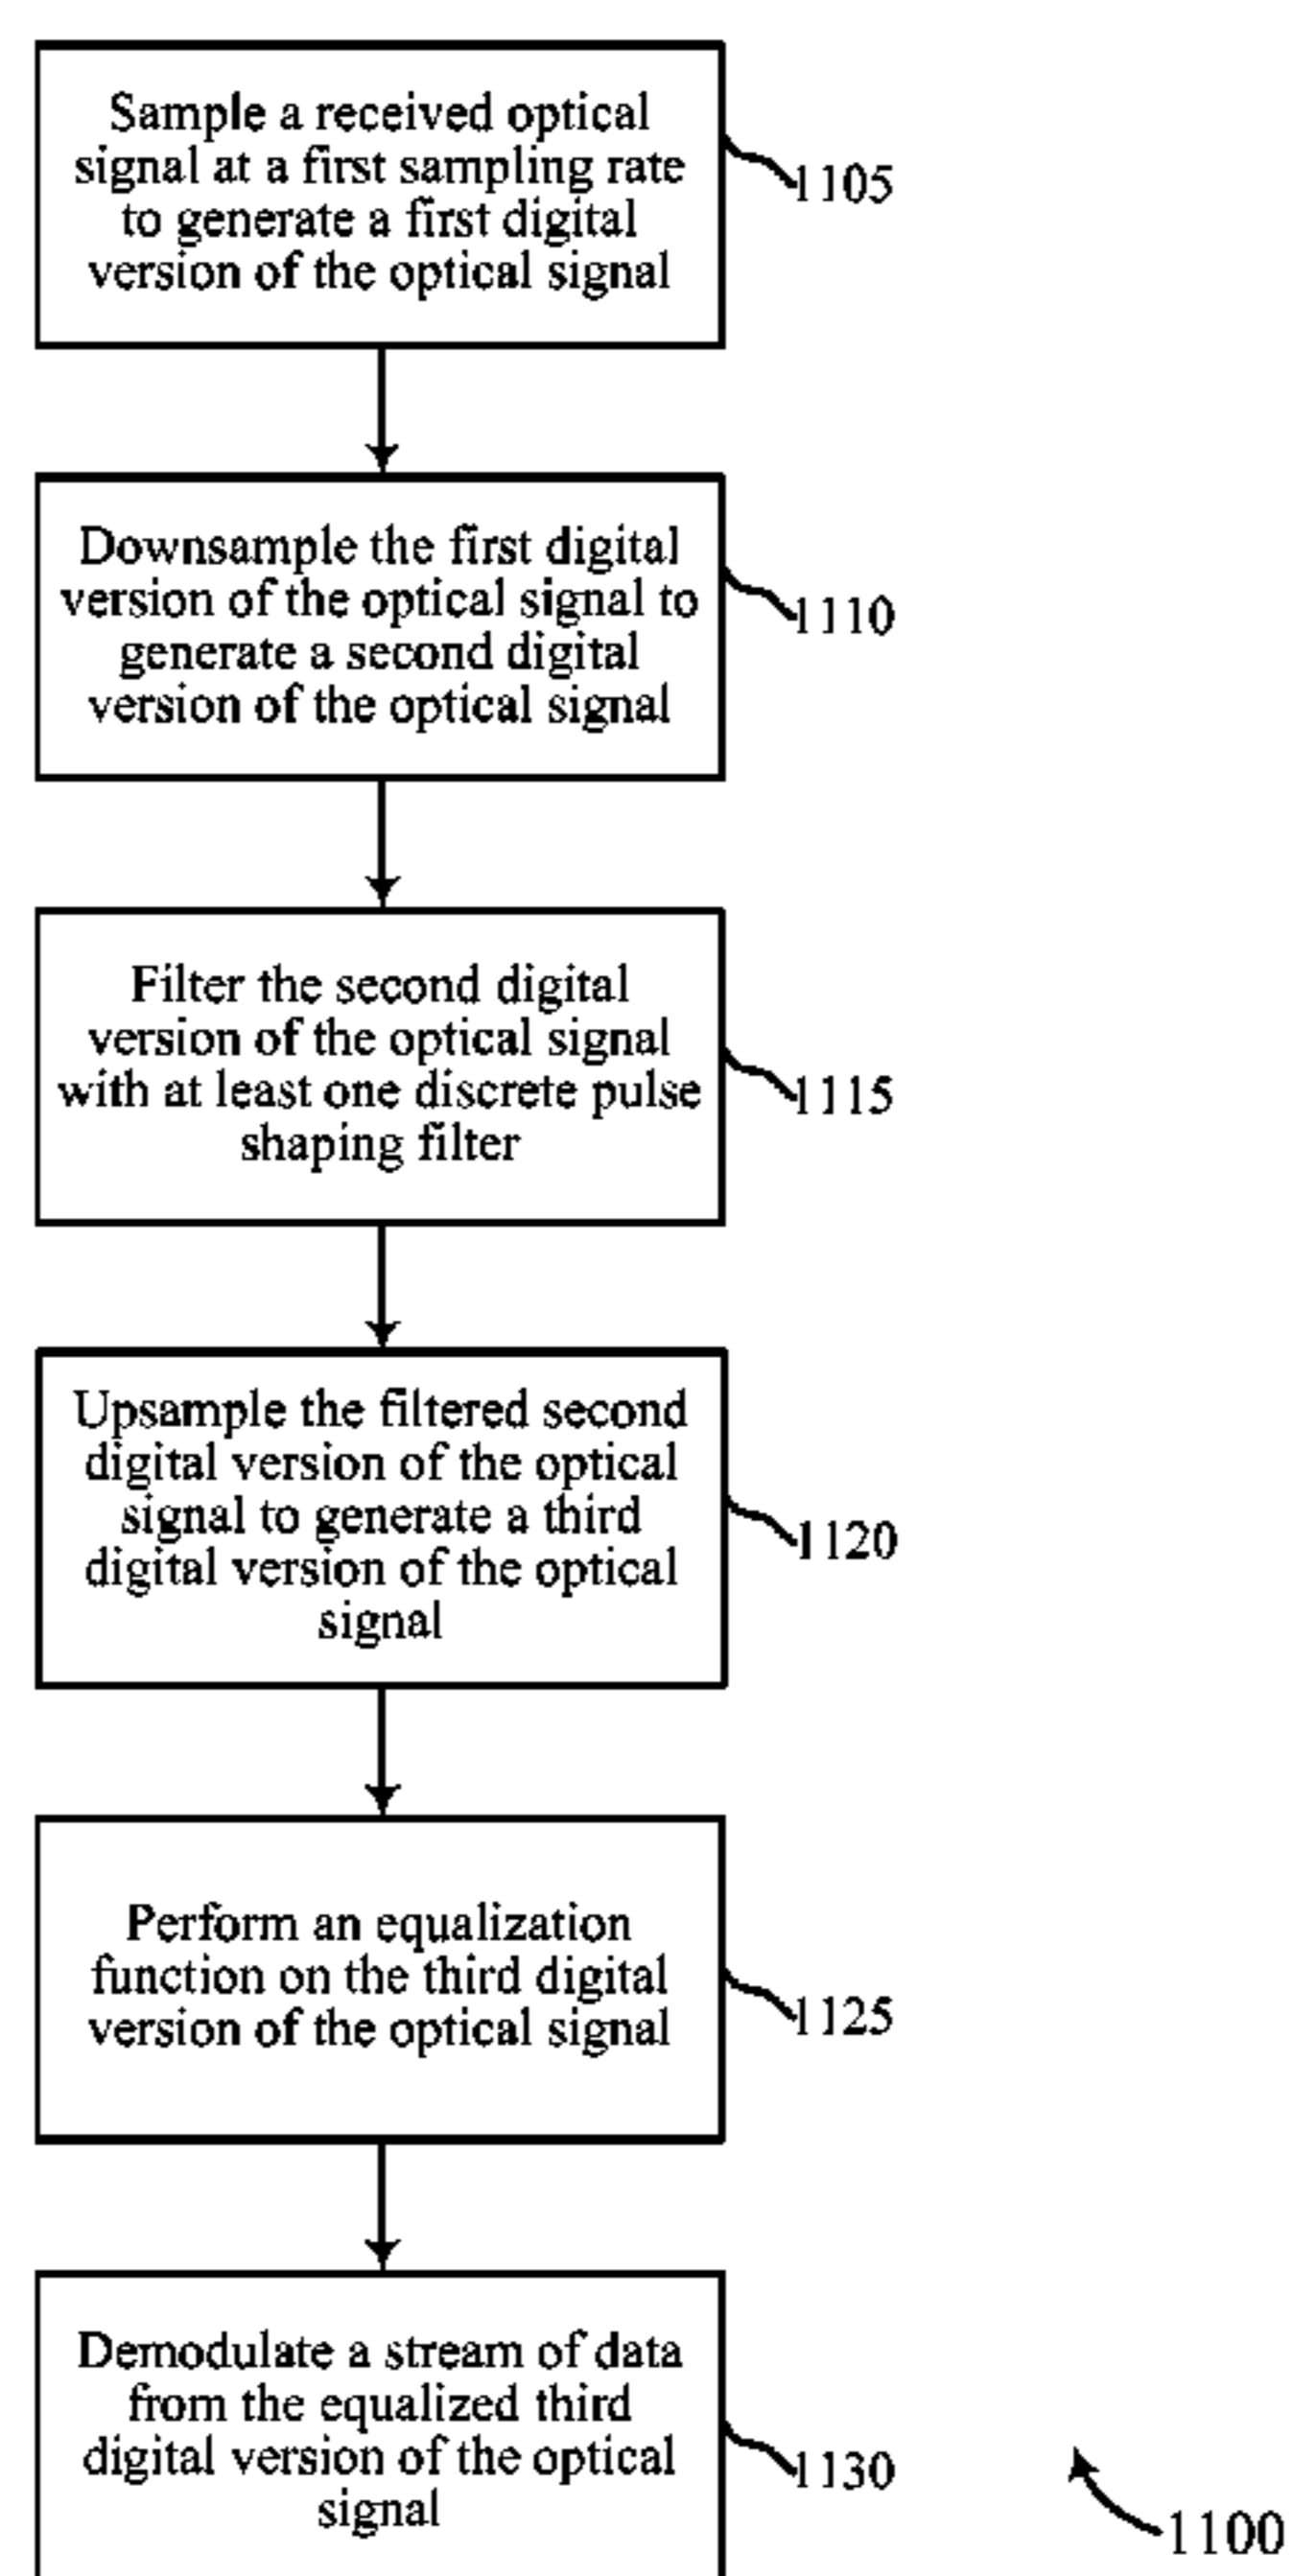 Sample a received optical
signal at a first sampling rate
to generate a first digital
version of the optical signal
1105
Downsample the first digital
version of the optical signal to
generate a second digital
version of the optical signal
1110
Filter the second digital
version of the optical signal
with at least one discrete pulse
shaping filter
1115
Upsample the filtered second
digital version of the optical
signal to generate a third
digital version of the optical
signal
1120
Perform an equalization
function on the third digital
version of the optical signal
1125
Demodulate a stream of data
from the equalized third
digital version of the optical
signal
1130
1100